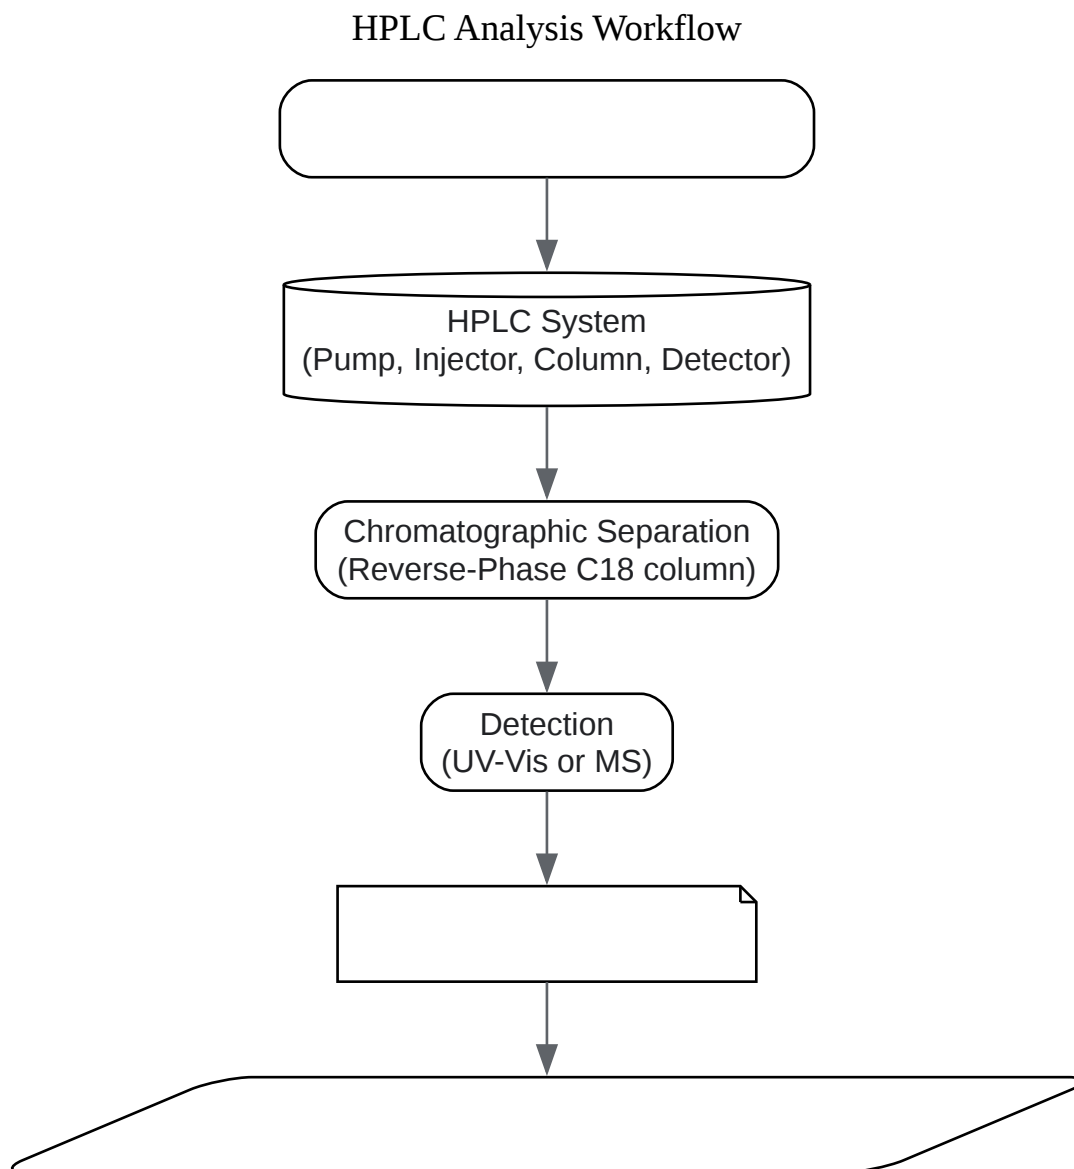 HPLC Analysis Workflow
HPLC System
(Pump, Injector, Column, Detector)
Chromatographic Separation
(Reverse-Phase C18 column)
Detection
(UV-Vis or MS)